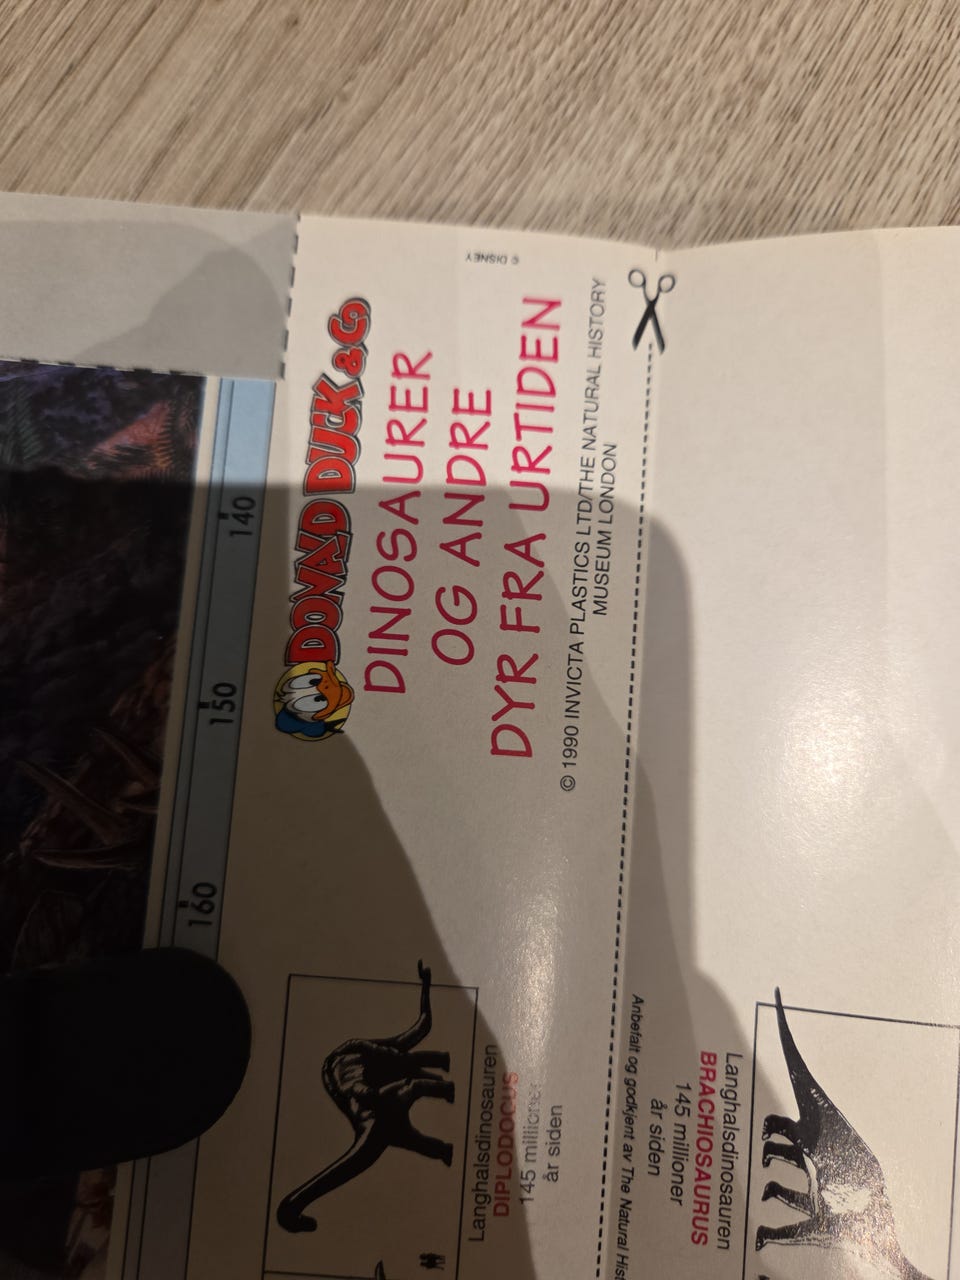 © DISNEY
DONALD DUCK & Co
DINOSAURER
OG ANDRE
DYR FRA URTIDEN
© 1990 INVICTA PLASTICS LTD/THE NATURAL HISTORY
MUSEUM LONDON
140
150
160
Langhalsdinosauren
DIPLODOCUS
145 millioner
år siden
Anbefalt og godkjent av The Natural
Langhalsdinosauren
BRACHIOSAURUS
145 millioner
år siden